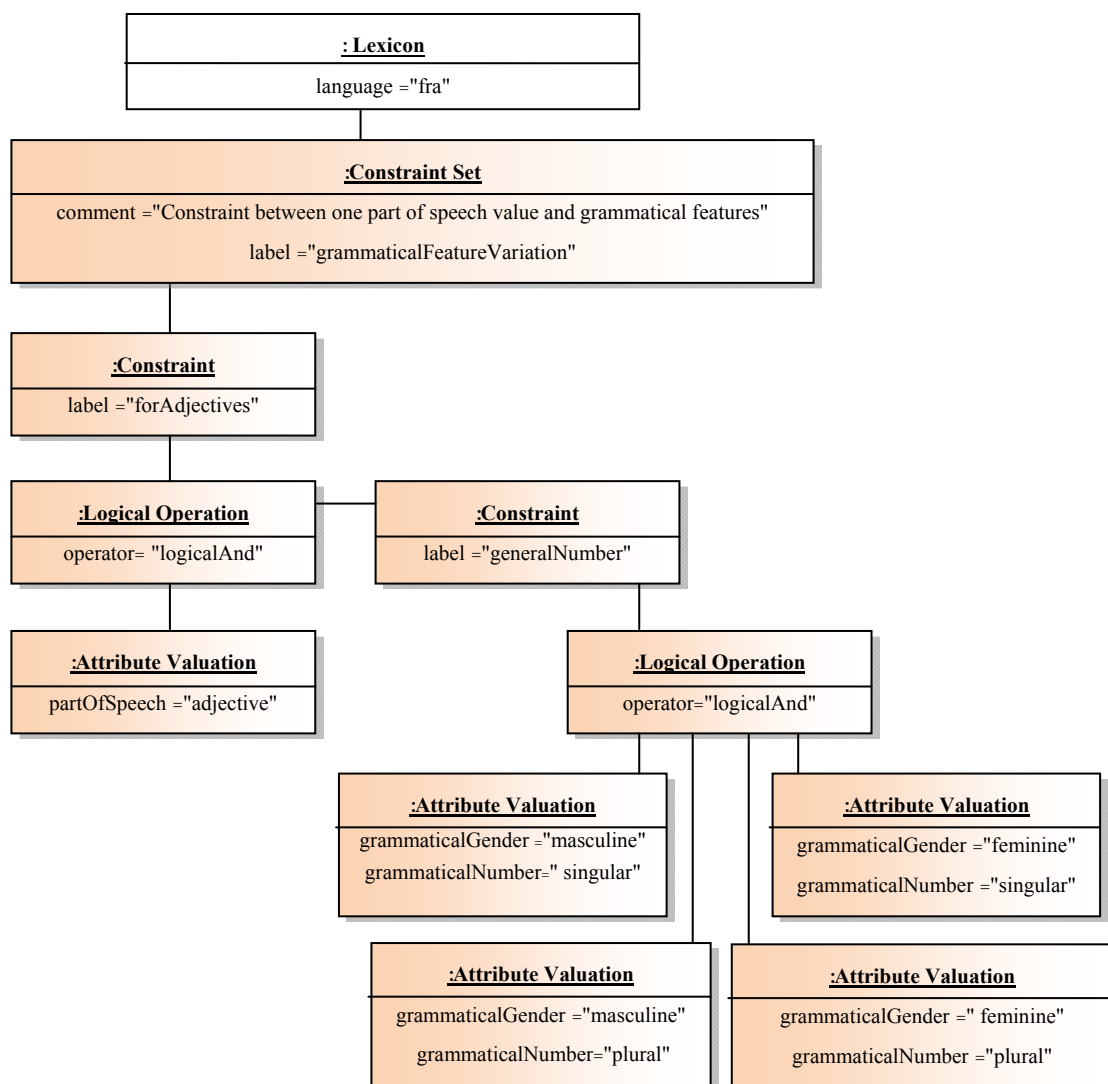 : Lexicon
language ="fra"
:Constraint Set
comment ="Constraint between one part of speech value and grammatical features"
label ="grammaticalFeatureVariation"
:Constraint
label ="forAdjectives"
:Logical Operation
operator= "logicalAnd"
:Constraint
label ="generalNumber"
:Attribute Valuation
partOfSpeech ="adjective"
:Logical Operation
operator="logicalAnd"
:Attribute Valuation
grammaticalGender ="masculine"
grammaticalNumber=" singular"
:Attribute Valuation
grammaticalGender ="feminine"
grammaticalNumber ="singular"
:Attribute Valuation
grammaticalGender ="masculine"
grammaticalNumber="plural"
:Attribute Valuation
grammaticalGender =" feminine"
grammaticalNumber ="plural"